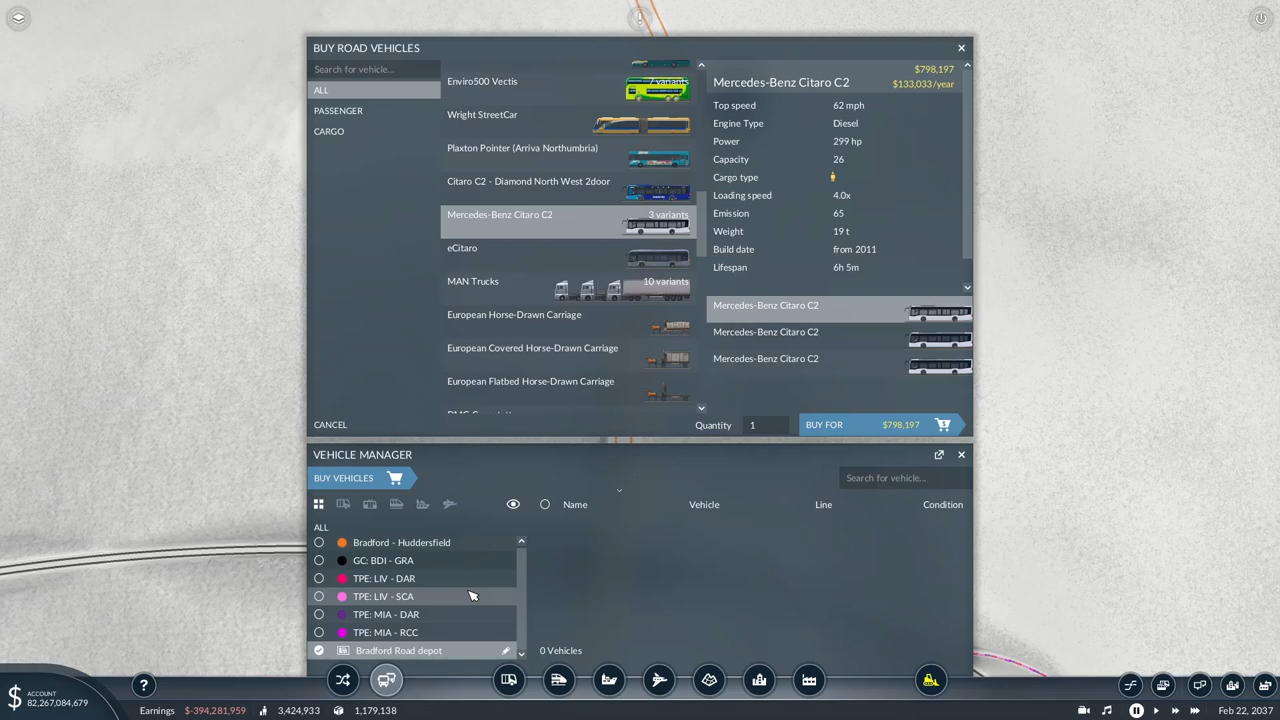 BUY ROAD VEHICLES
Search for vehicle...
ALL
PASSENGER
CARGO
Enviro500 Vectis
7 variants
Wright StreetCar
Plaxton Pointer (Arriva Northumbria)
Citaro C2 - Diamond North West 2door
Mercedes-Benz Citaro C2
3 variants
eCitaro
MAN Trucks
10 variants
European Horse-Drawn Carriage
European Covered Horse-Drawn Carriage
European Flatbed Horse-Drawn Carriage
$798,197
Mercedes-Benz Citaro C2
$133,033/year
Top speed 62 mph
Engine Type Diesel
Power 299 hp
Capacity 26
Cargo type
Loading speed 4.0x
Emission 65
Weight 19 t
Build date from 2011
Lifespan 6h 5m
Mercedes-Benz Citaro C2
Mercedes-Benz Citaro C2
Mercedes-Benz Citaro C2
CANCEL
Quantity 1
BUY FOR $798,197
VEHICLE MANAGER
BUY VEHICLES
Search for vehicle...
Name Vehicle Line Condition
ALL
Bradford - Huddersfield
GC: BDI - GRA
TPE: LIV - DAR
TPE: LIV - SCA
TPE: MIA - DAR
TPE: MIA - RCC
Bradford Road depot
0 Vehicles
$ ACCOUNT
82,267,084,679
?
Earnings $-394,281,959 3,424,933 1,179,138
Feb 22, 2037